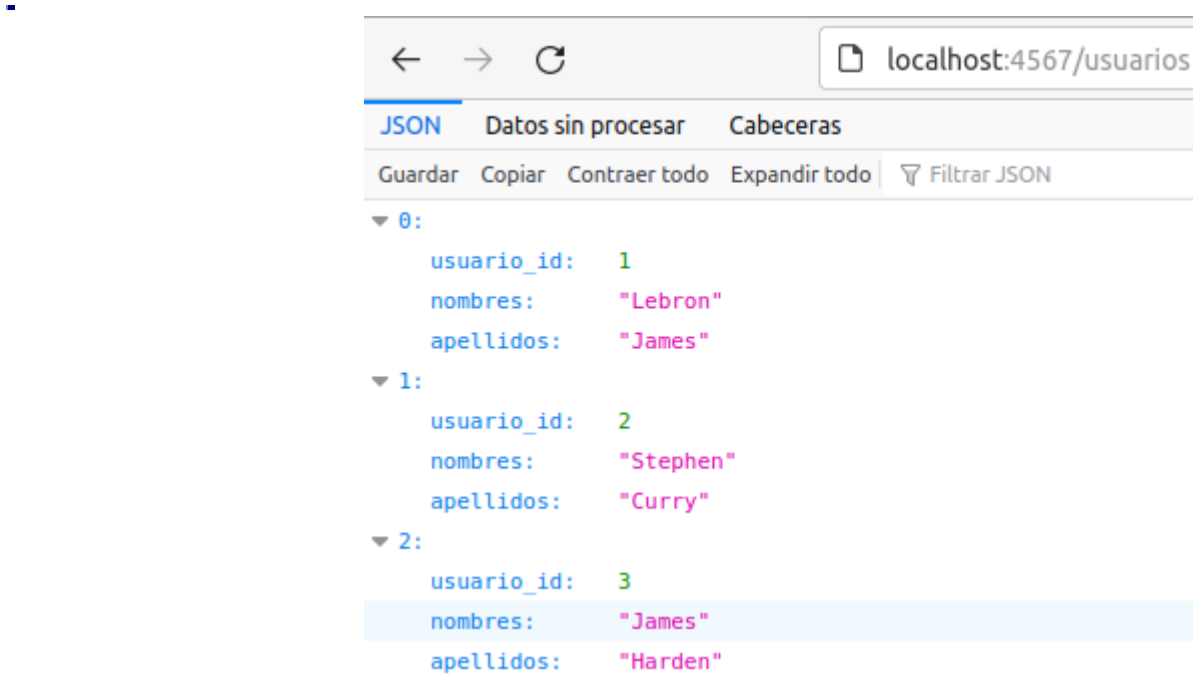 localhost:4567/usuarios
JSON Datos sin procesar Cabeceras
Guardar Copiar Contraer todo Expandir todo Filtrar JSON
0:
usuario_id: 1
nombres: "Lebron"
apellidos: "James"
1:
usuario_id: 2
nombres: "Stephen"
apellidos: "Curry"
2:
usuario_id: 3
nombres: "James"
apellidos: "Harden"